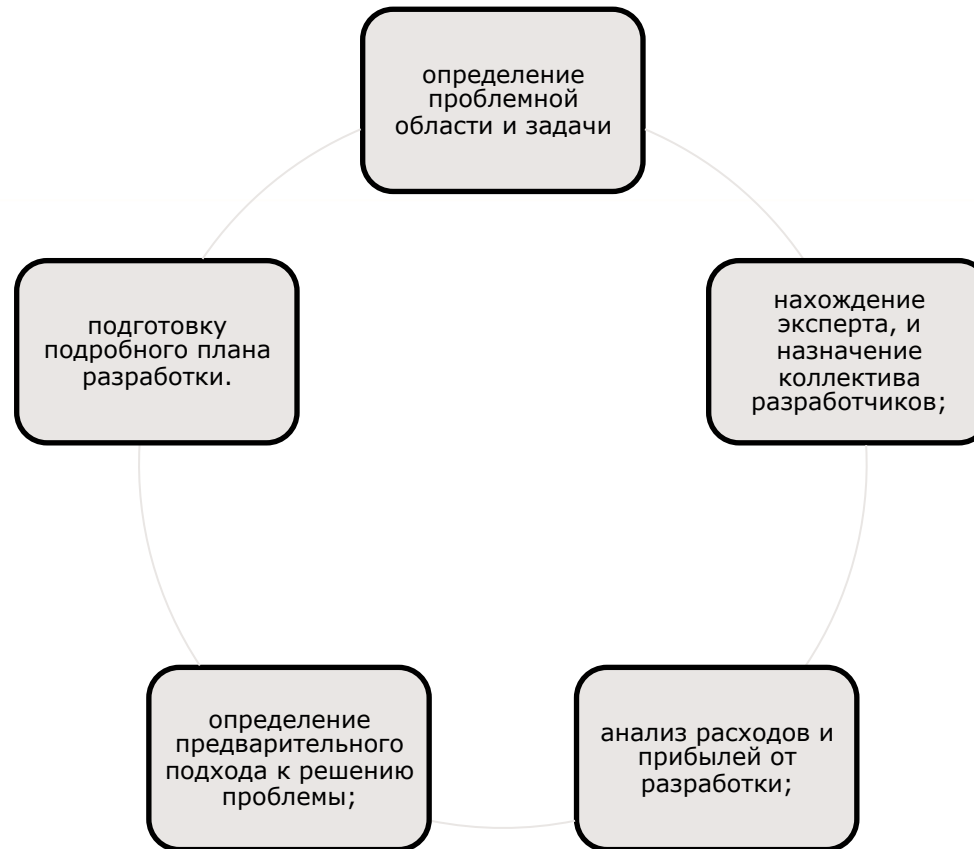 определение
проблемной
области и задачи
нахождение
эксперта, и
назначение
коллектива
разработчиков;
анализ расходов и
прибылей от
разработки;
определение
предварительного
подхода к решению
проблемы;
подготовку
подробного плана
разработки.